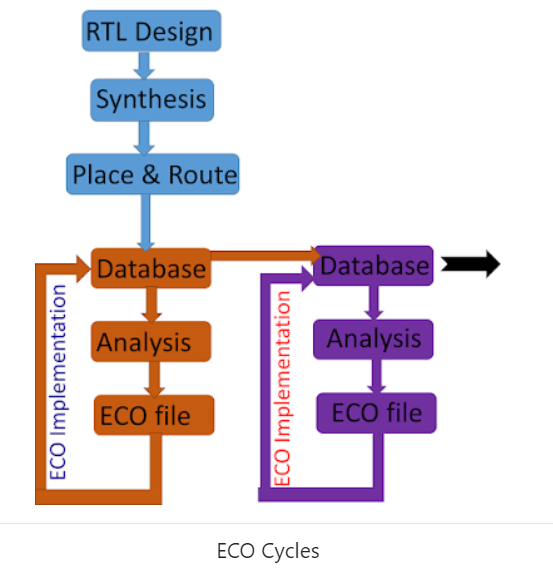 RTL Design
Synthesis
Place & Route
Database
Analysis
ECO file
ECO Implementation
Database
Analysis
ECO file
ECO Implementation
ECO Cycles